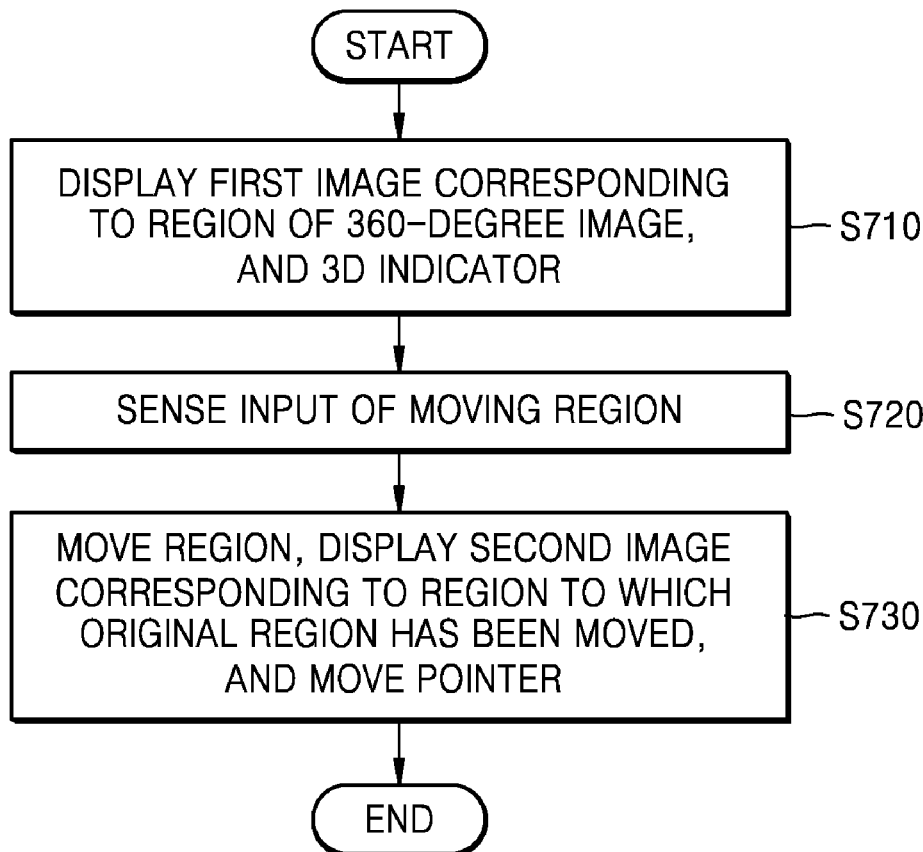 START
DISPLAY FIRST IMAGE CORRESPONDING
TO REGION OF 360-DEGREE IMAGE,
AND 3D INDICATOR
S710
SENSE INPUT OF MOVING REGION
S720
MOVE REGION, DISPLAY SECOND IMAGE
CORRESPONDING TO REGION TO WHICH
ORIGINAL REGION HAS BEEN MOVED,
AND MOVE POINTER
S730
END